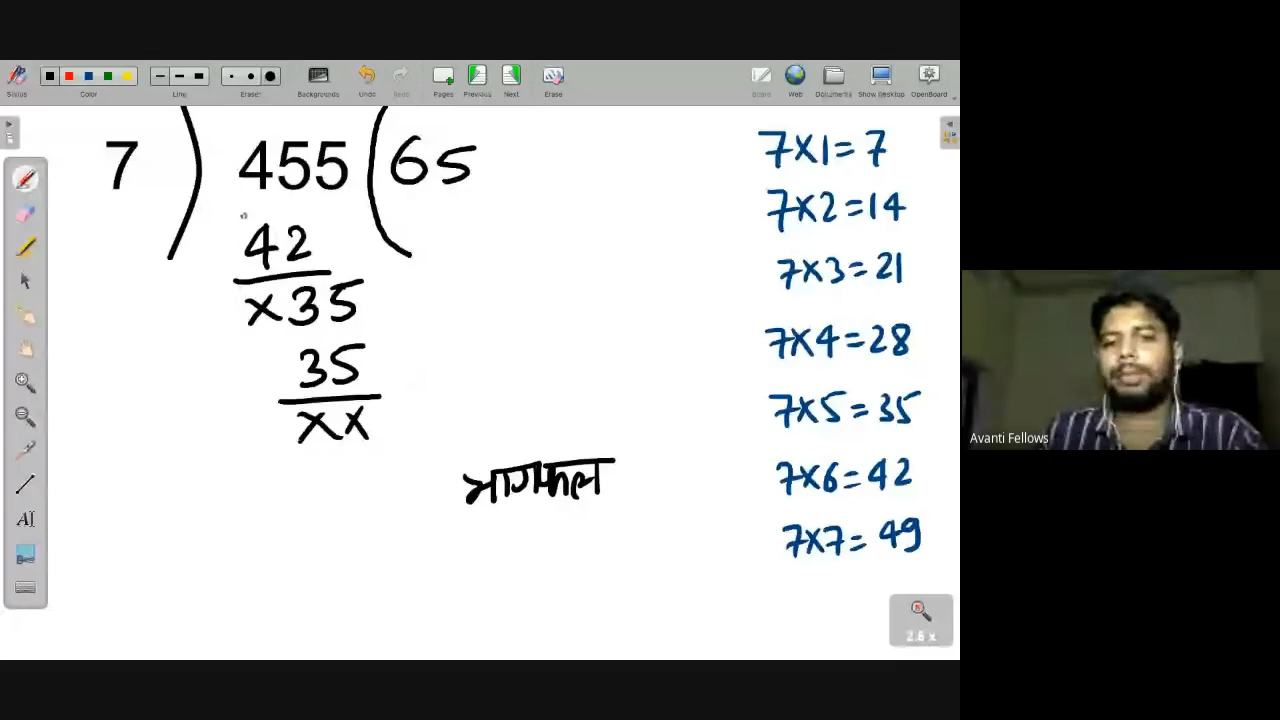 Stylus
Color
Line
Eraser
Backgrounds
Undo
Redo
Pages
Previous
Next
Erase
Board
Web
Documents
Show Desktop
OpenBoard
7 ) 455 ( 65
42
x35
35
xx
भागफल
7x1=7
7x2=14
7x3=21
7x4=28
7x5=35
7x6=42
7x7=49
2.6 x
Avanti Fellows